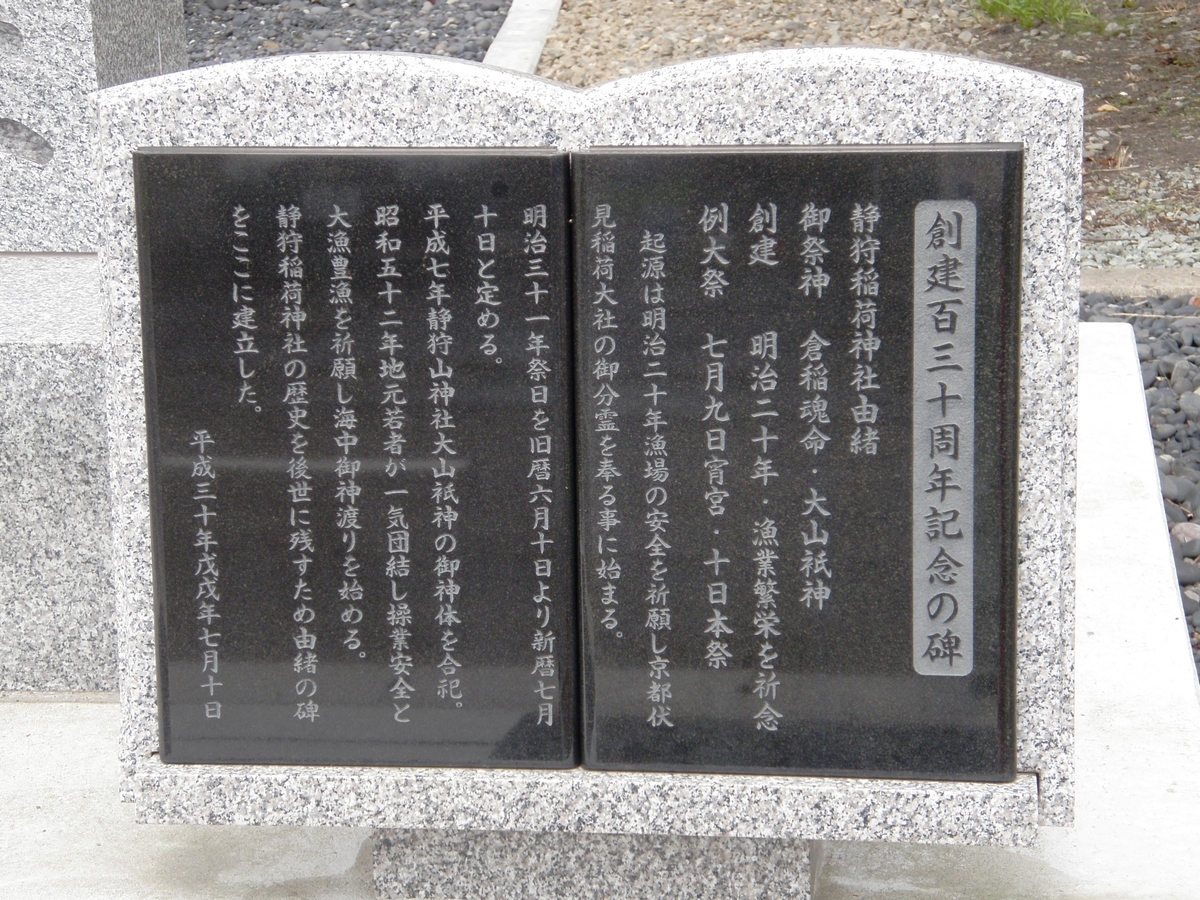 創建百三十周年記念の碑
静狩稲荷神社由緒
御祭神　倉稲魂命・大山祇神
創建　明治二十年・漁業繁栄を祈念
例大祭　七月九日宵宮・十日本祭
起源は明治二十年漁場の安全を祈願し京都伏
見稲荷大社の御分霊を奉る事に始まる。
明治三十一年祭日を旧暦六月十日より新暦七月
十日と定める。
平成七年静狩山神社大山祇神の御神体を合祀。
昭和五十二年地元若者が一気団結し操業安全と
大漁豊漁を祈願し海中御神渡りを始める。
静狩稲荷神社の歴史を後世に残すため由緒の碑
をここに建立した。
平成三十年戊戌年七月十日